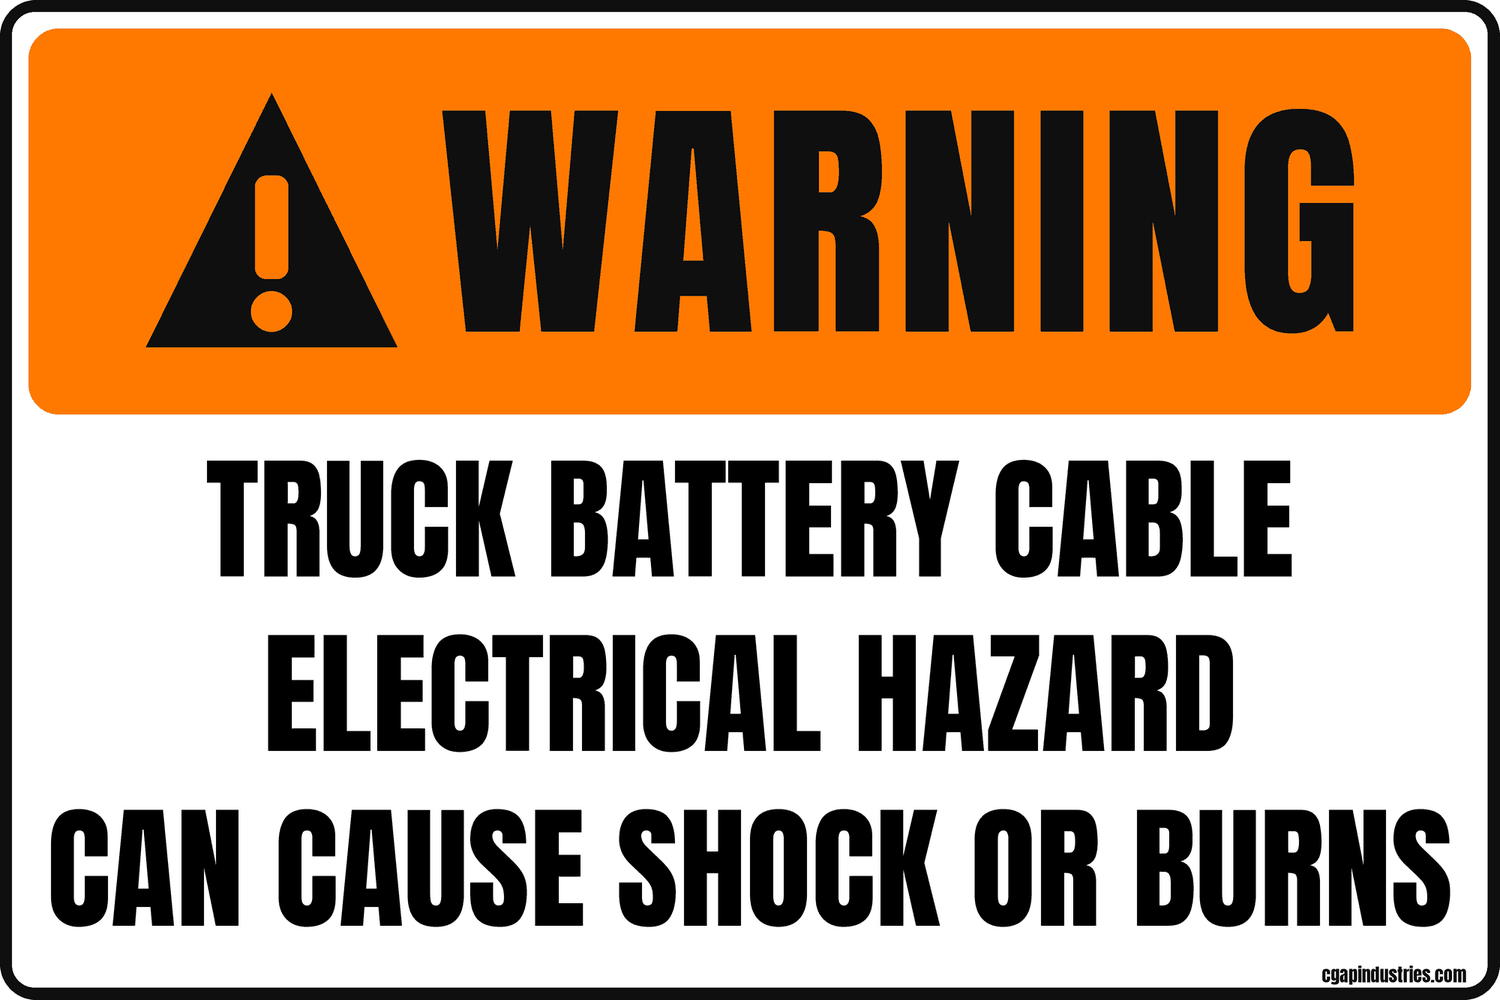 WARNING
TRUCK BATTERY CABLE
ELECTRICAL HAZARD
CAN CAUSE SHOCK OR BURNS
cgapindustries.com